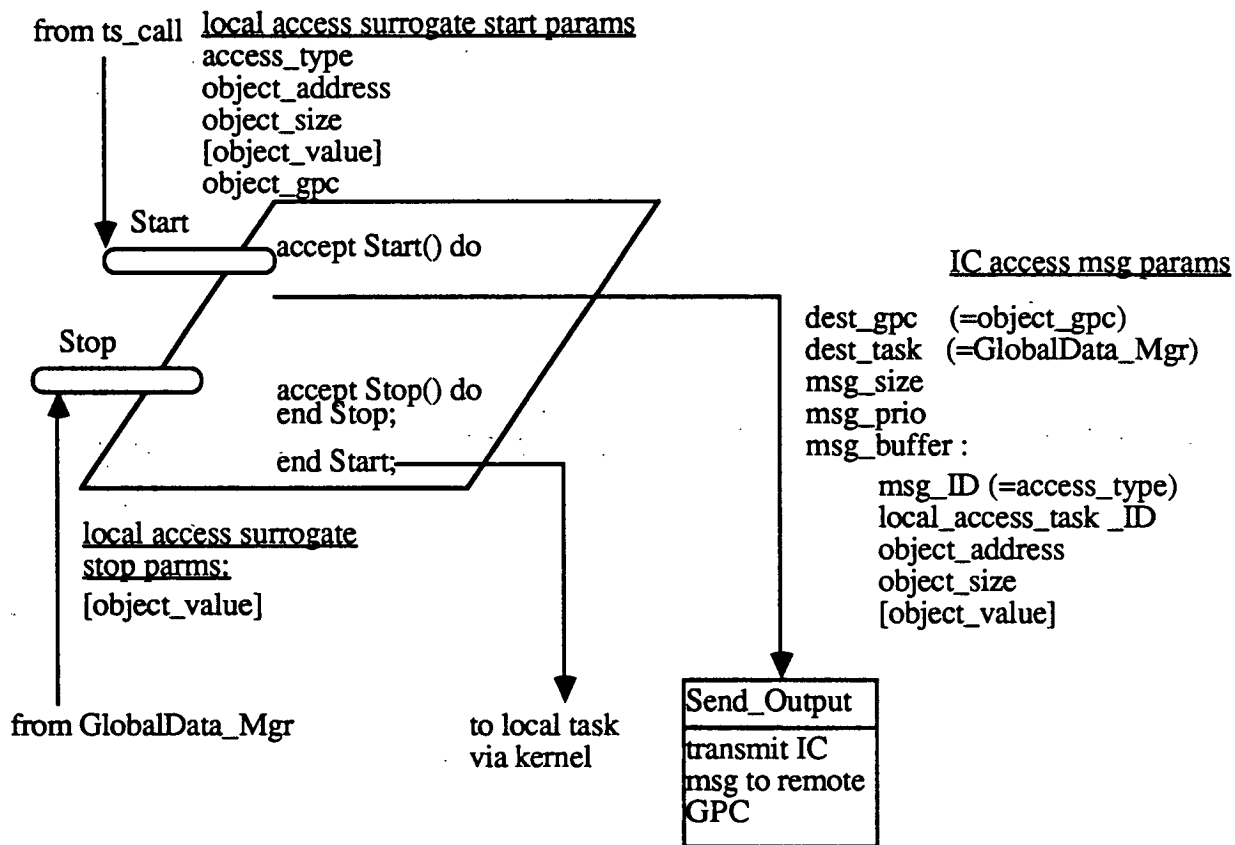 from ts_call
local access surrogate start params
access_type
object_address
object_size
[object_value]
object_gpc
Start
accept Start() do
Stop
accept Stop() do
end Stop;
end Start;
IC access msg params
dest_gpc (=object_gpc)
dest_task (=GlobalData_Mgr)
msg_size
msg_prio
msg_buffer :
msg_ID (=access_type)
local_access_task _ID
object_address
object_size
[object_value]
local access surrogate
stop parms:
[object_value]
from GlobalData_Mgr
to local task
via kernel
Send_Output
transmit IC
msg to remote
GPC